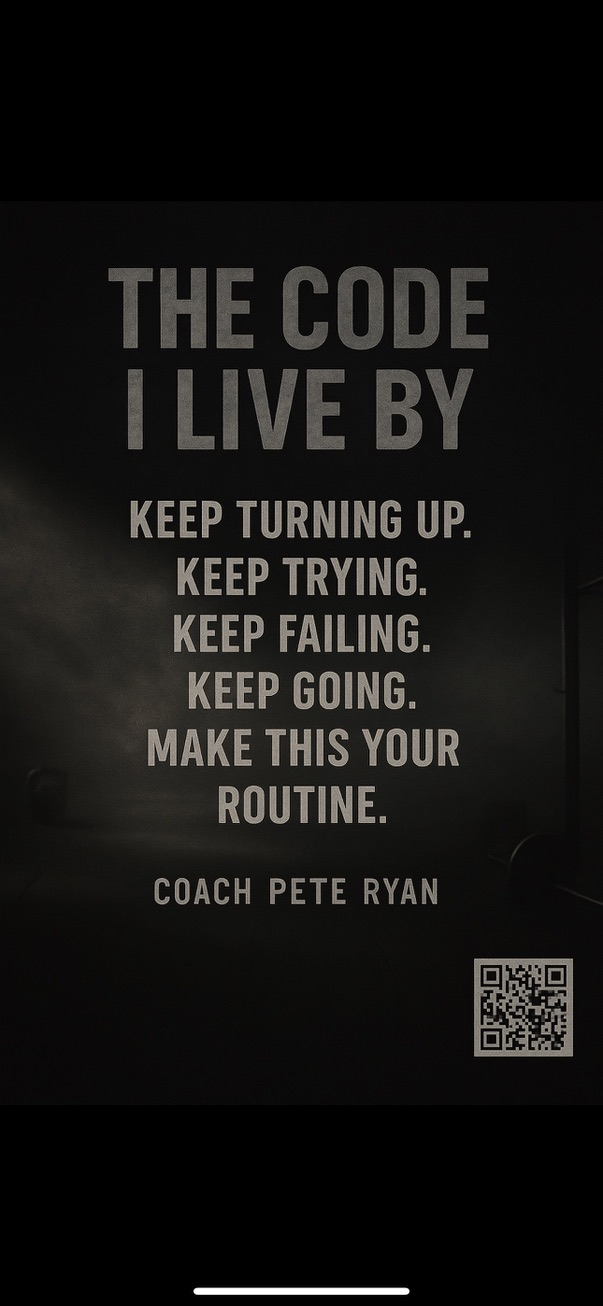 THE CODE
I LIVE BY
KEEP TURNING UP.
KEEP TRYING.
KEEP FAILING.
KEEP GOING.
MAKE THIS YOUR
ROUTINE.
COACH PETE RYAN